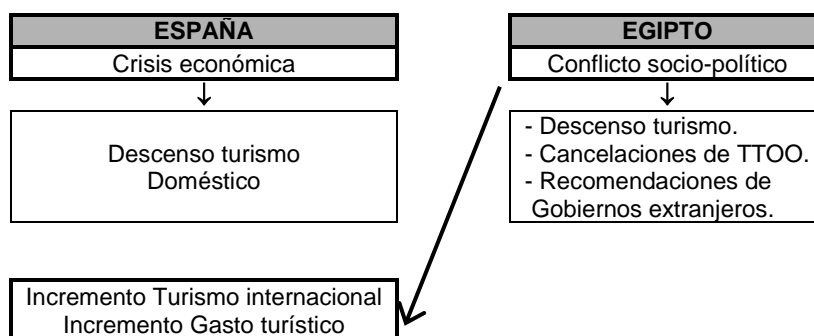 ESPAÑA
Crisis económica
Descenso turismo
Doméstico
Incremento Turismo internacional
Incremento Gasto turístico
EGIPTO
Conflicto socio-político
- Descenso turismo.
- Cancelaciones de TTOO.
- Recomendaciones de
Gobiernos extranjeros.